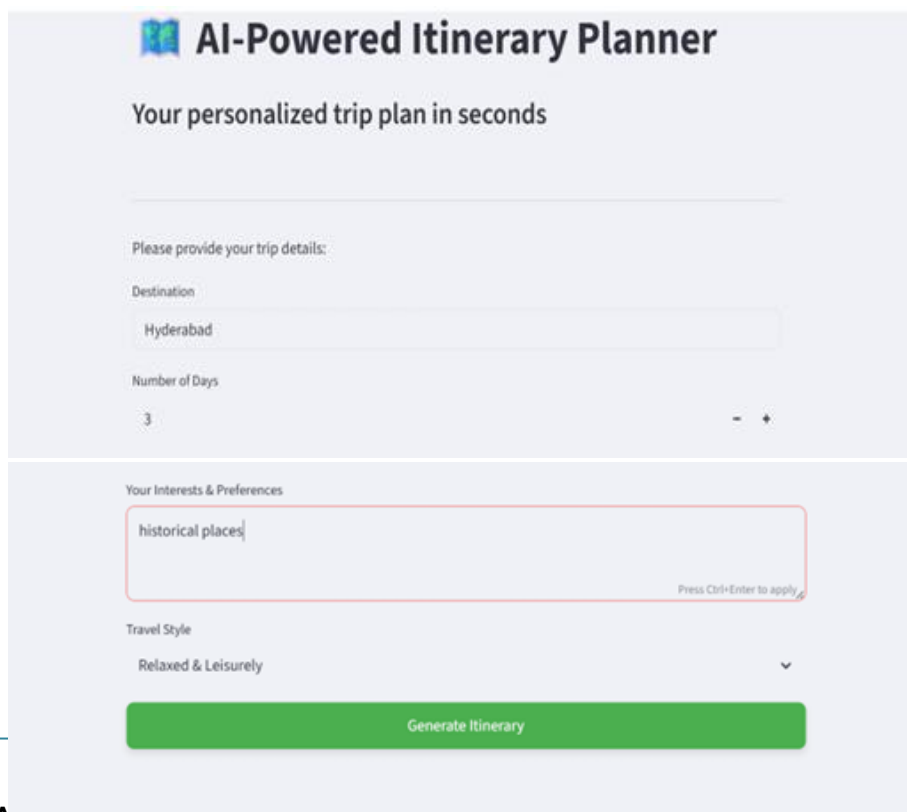 AI-Powered Itinerary Planner
Your personalized trip plan in seconds
Please provide your trip details:
Destination
Hyderabad
Number of Days
3
Your Interests & Preferences
historical places
Press Ctrl+Enter to apply
Travel Style
Relaxed & Leisurely
Generate Itinerary